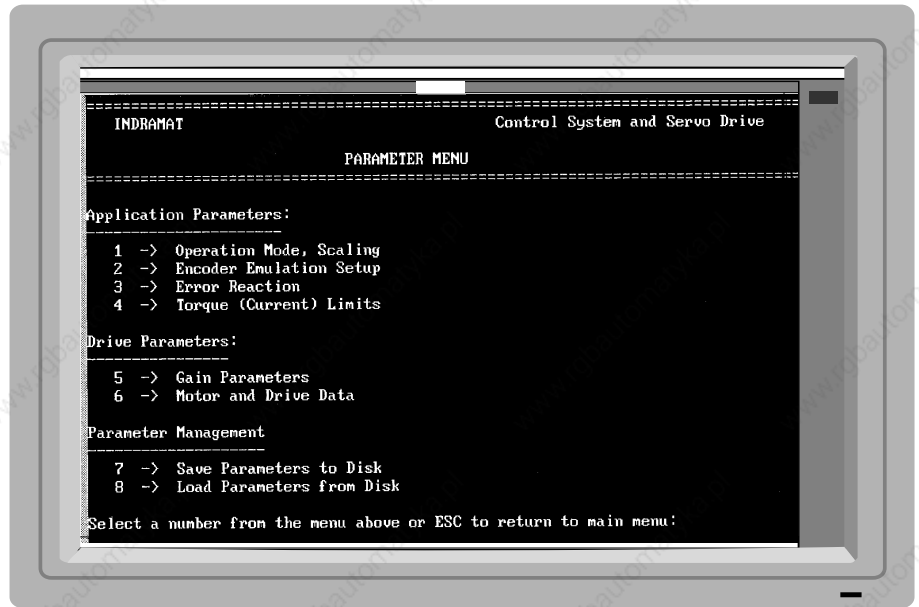 INDRAMAT Control System and Servo Drive
PARAMETER MENU
Application Parameters:
1 -> Operation Mode, Scaling
2 -> Encoder Emulation Setup
3 -> Error Reaction
4 -> Torque (Current) Limits
Drive Parameters:
5 -> Gain Parameters
6 -> Motor and Drive Data
Parameter Management
7 -> Save Parameters to Disk
8 -> Load Parameters from Disk
Select a number from the menu above or ESC to return to main menu: